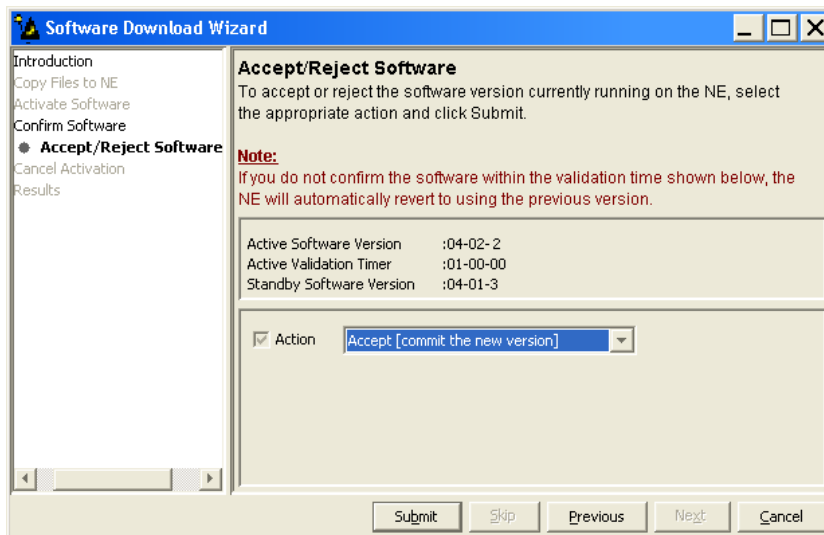 Software Download Wizard
Introduction
Copy Files to NE
Activate Software
Confirm Software
Accept/Reject Software
Cancel Activation
Results
Accept/Reject Software
To accept or reject the software version currently running on the NE, select
the appropriate action and click Submit.
Note:
If you do not confirm the software within the validation time shown below, the
NE will automatically revert to using the previous version.
Active Software Version :04-02-2
Active Validation Timer :01-00-00
Standby Software Version :04-01-3
Action Accept [commit the new version]
Submit Skip Previous Next Cancel